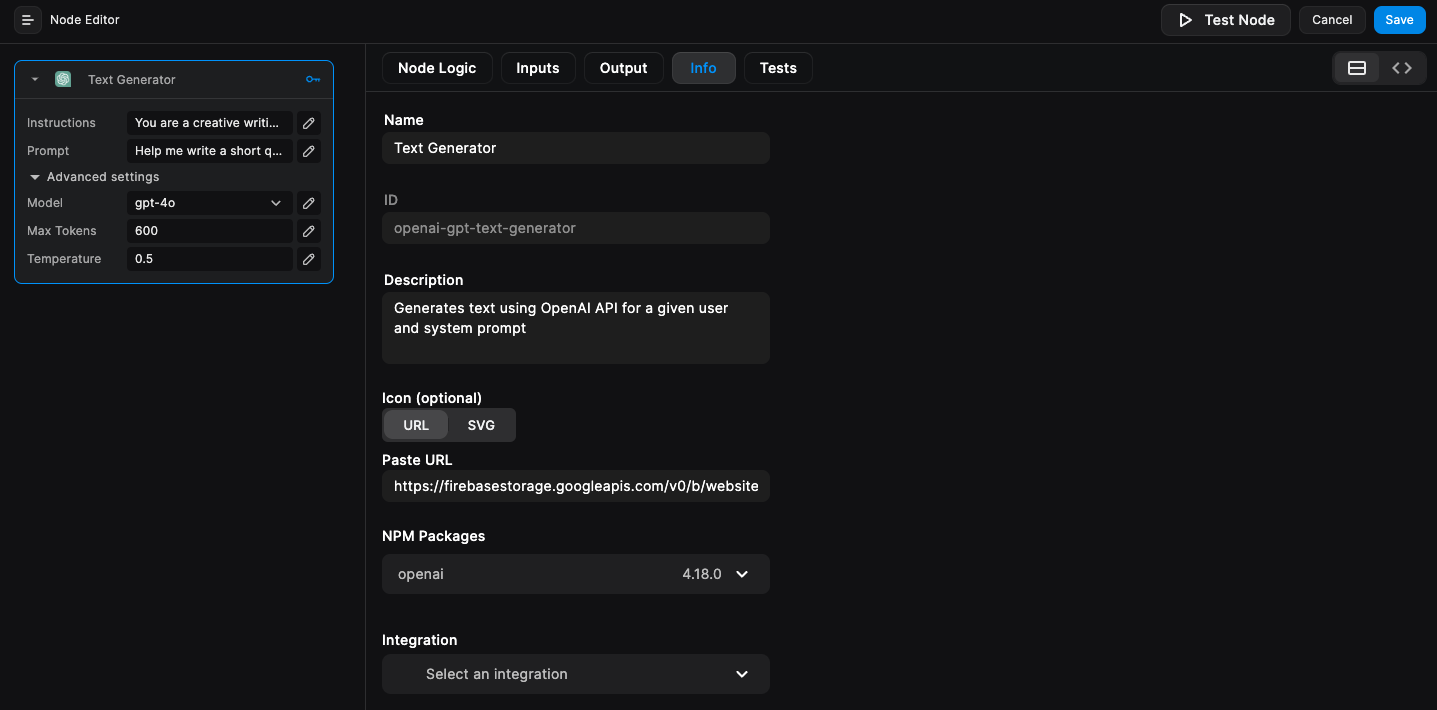 Node Editor
Test Node
Cancel
Save
Text Generator
Instructions
You are a creative writi...
Prompt
Help me write a short q...
Advanced settings
Model
gpt-4o
Max Tokens
600
Temperature
0.5
Node Logic
Inputs
Output
Info
Tests
Name
Text Generator
ID
openai-gpt-text-generator
Description
Generates text using OpenAI API for a given user
and system prompt
Icon (optional)
URL
SVG
Paste URL
https://firebasestorage.googleapis.com/v0/b/website
NPM Packages
openai
4.18.0
Integration
Select an integration